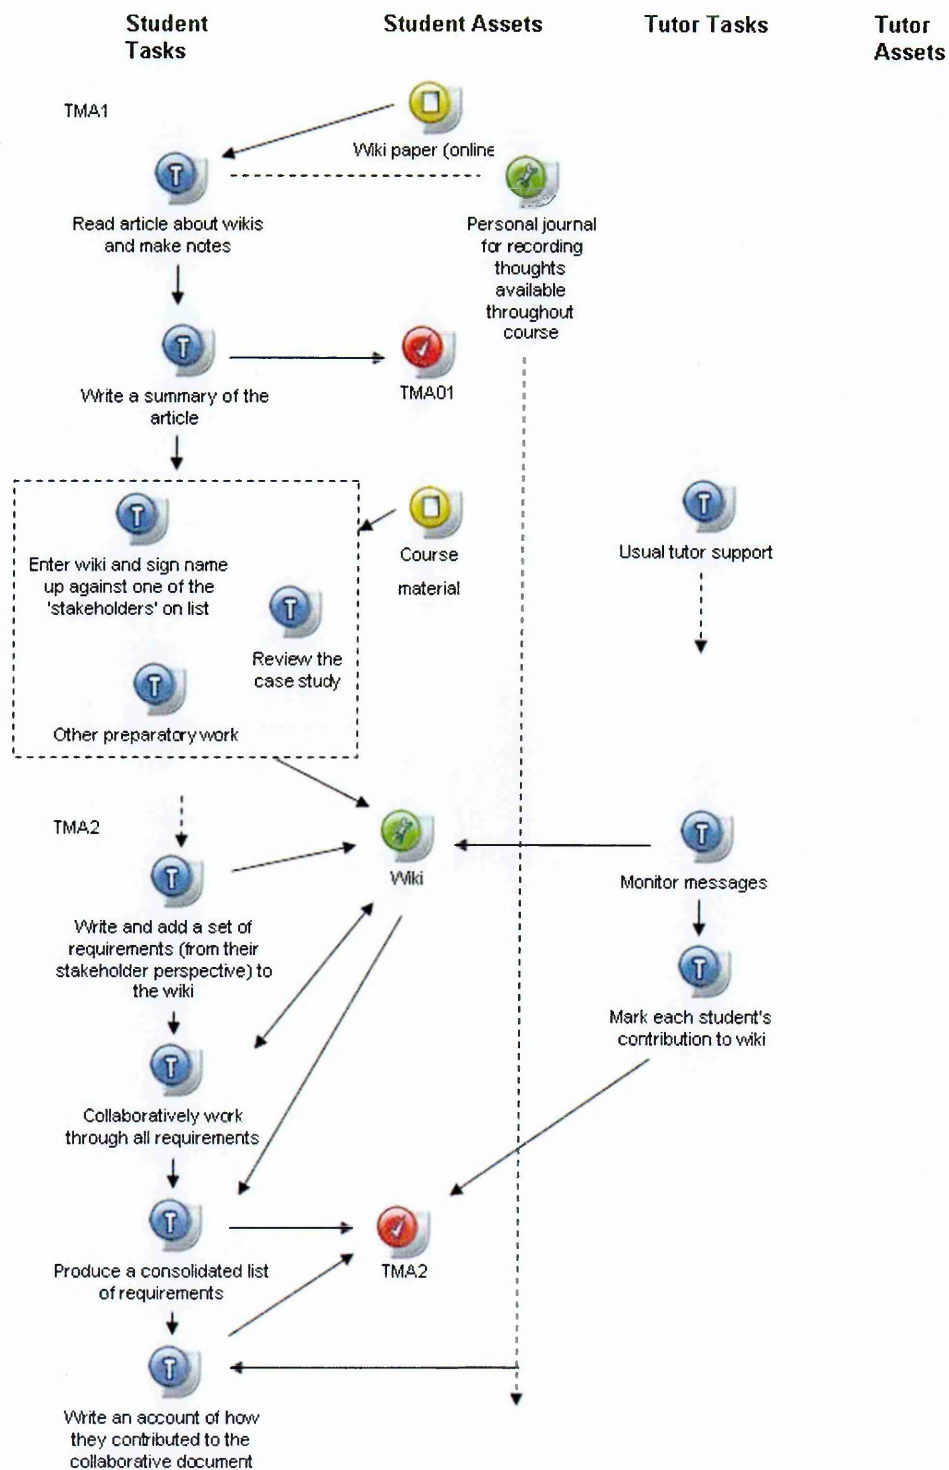 Student
Tasks
Student Assets
Tutor Tasks
Tutor
Assets
TMA1
Wiki paper (online
Read article about wikis
and make notes
Personal journal
for recording
thoughts
available
throughout
course
Write a summary of the
article
TMA01
Enter wiki and sign name
up against one of the
'stakeholders' on list
Review the
case study
Other preparatory work
Course
material
Usual tutor support
TMA2
Wiki
Monitor messages
Write and add a set of
requirements (from their
stakeholder perspective) to
the wiki
Mark each student's
contribution to wiki
Collaboratively work
through all requirements
Produce a consolidated list
of requirements
TMA2
Write an account of how
they contributed to the
collaborative document